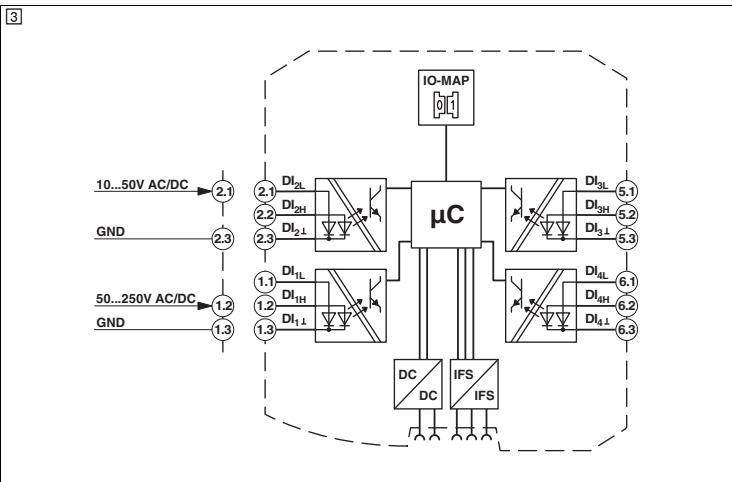 3
IO-MAP
0 1
10...50V AC/DC 2.1 2.1 DI2L DI3L 5.1
2.2 DI2H µC DI3H 5.2
GND 2.3 2.3 DI2⊥ DI3⊥ 5.3
1.1 DI1L DI4L 6.1
50...250V AC/DC 1.2 1.2 DI1H DI4H 6.2
GND 1.3 1.3 DI1⊥ DI4⊥ 6.3
DC IFS
DC IFS